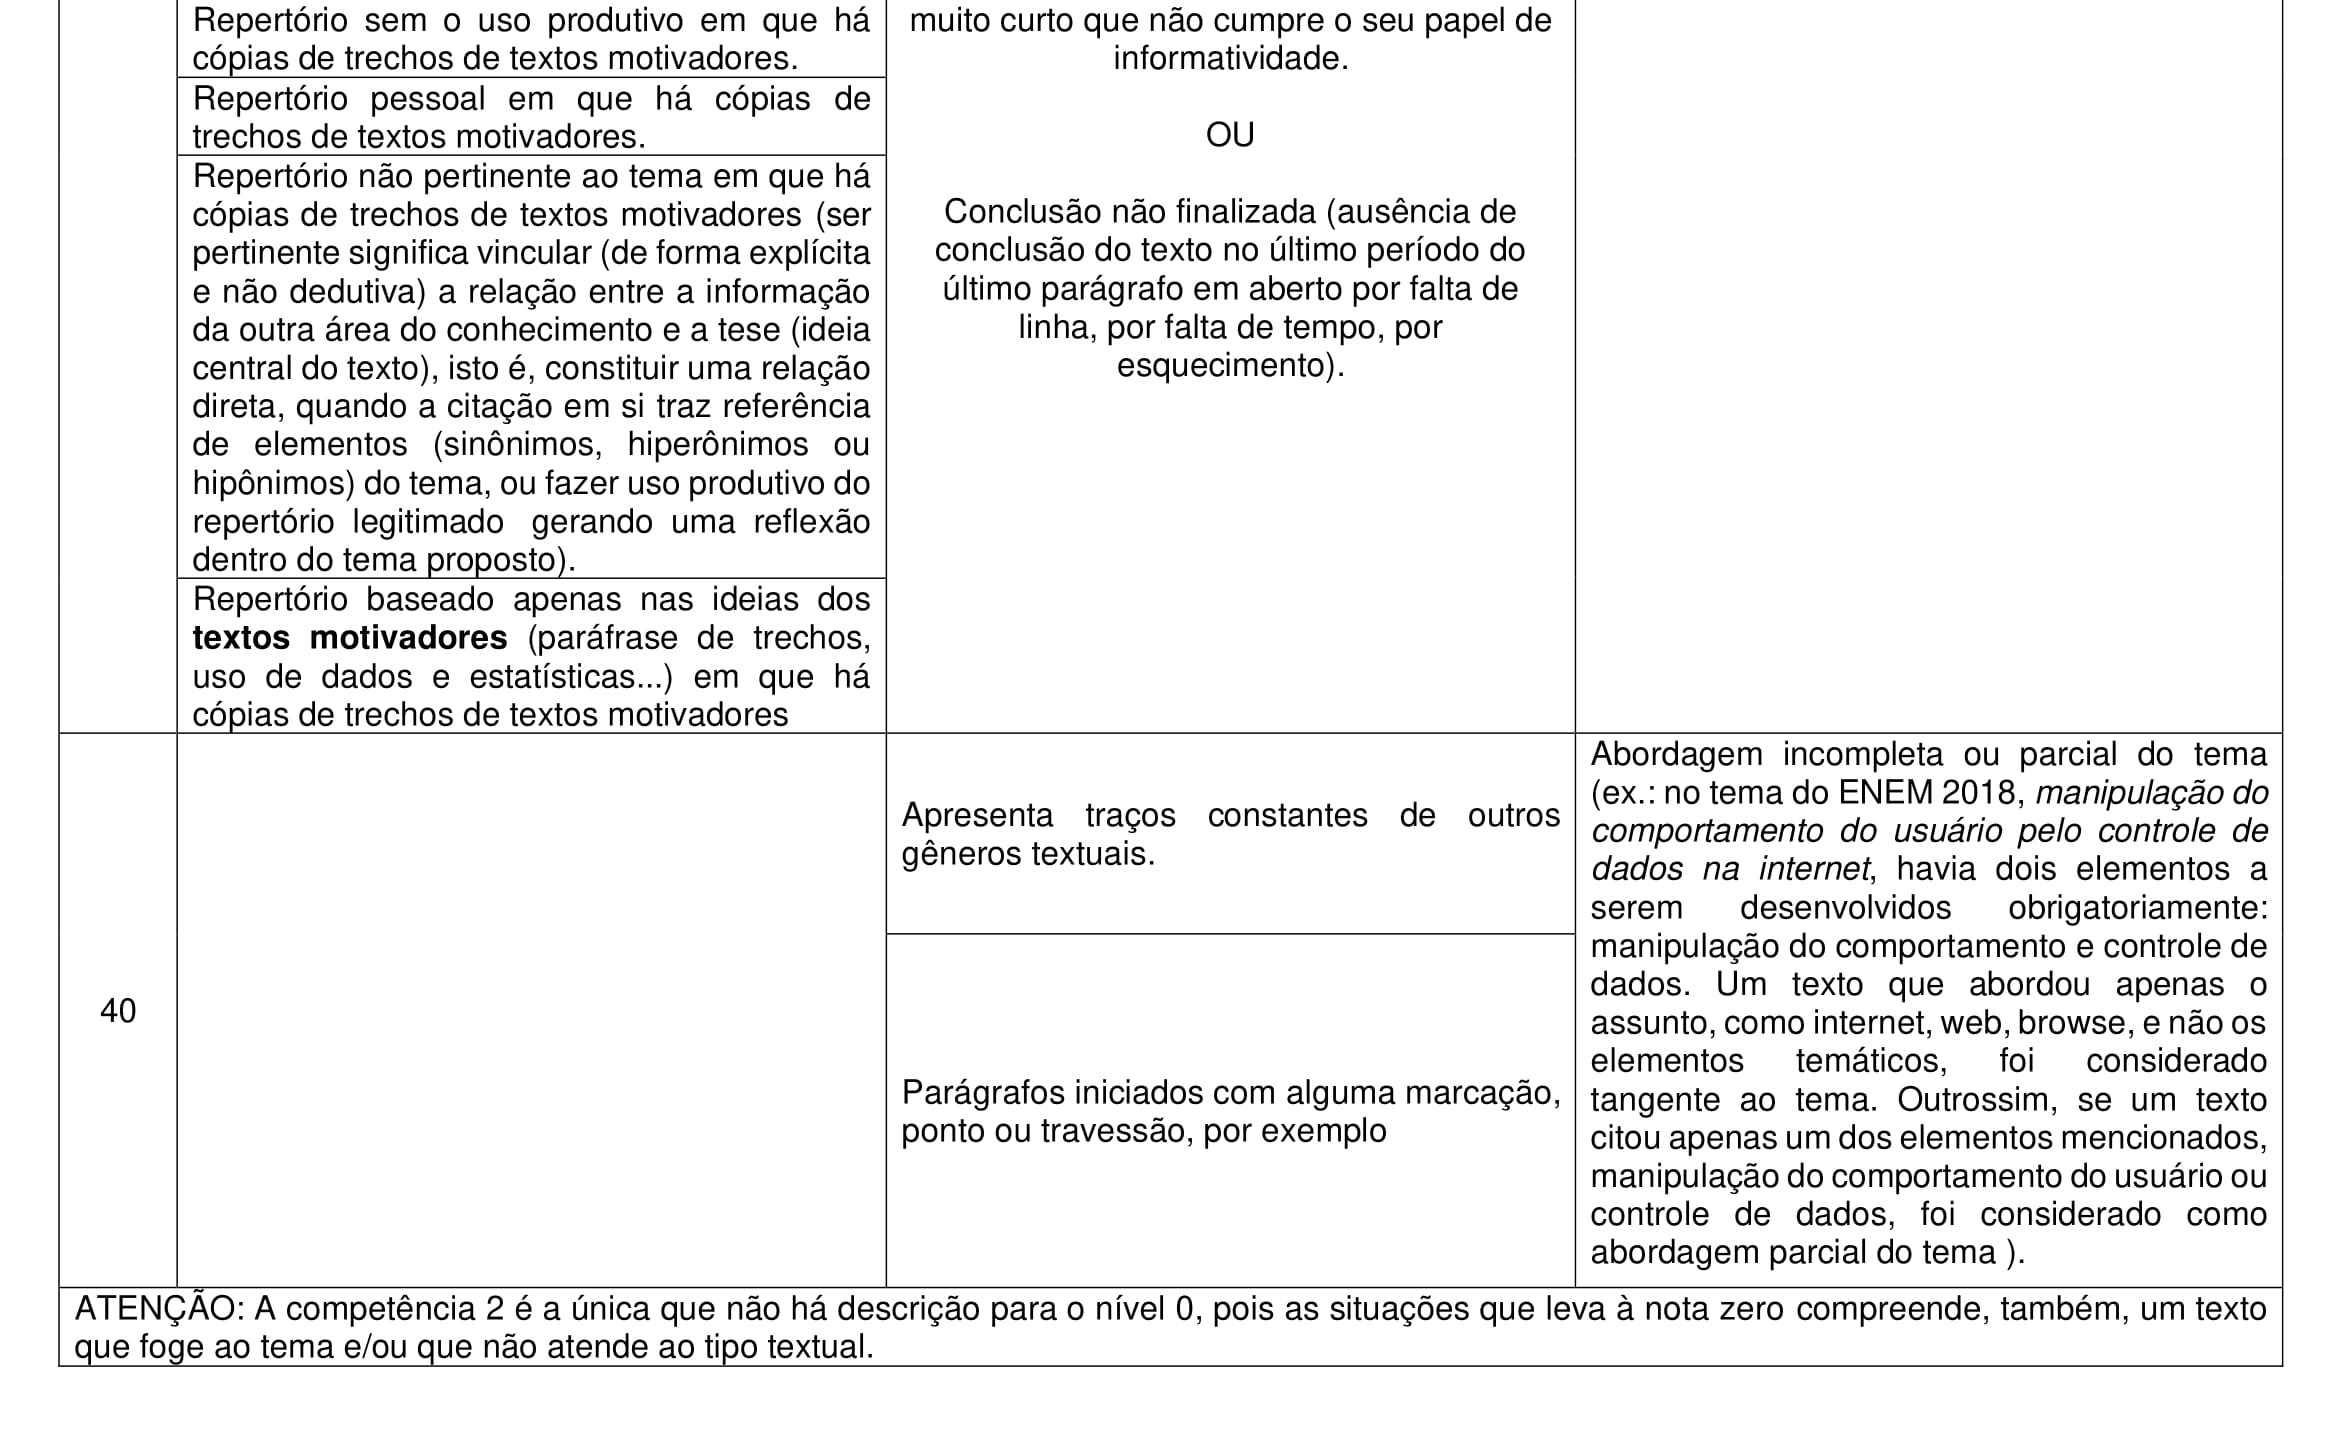 Repertório sem o uso produtivo em que há
cópias de trechos de textos motivadores.
Repertório pessoal em que há cópias de
trechos de textos motivadores.
Repertório não pertinente ao tema em que há
cópias de trechos de textos motivadores (ser
pertinente significa vincular (de forma explícita
e não dedutiva) a relação entre a informação
da outra área do conhecimento e a tese (ideia
central do texto), isto é, constituir uma relação
direta, quando a citação em si traz referência
de elementos (sinônimos, hiperônimos ou
hipônimos) do tema, ou fazer uso produtivo do
repertório legitimado gerando uma reflexão
dentro do tema proposto).
Repertório baseado apenas nas ideias dos
textos motivadores (paráfrase de trechos,
uso de dados e estatísticas...) em que há
cópias de trechos de textos motivadores
muito curto que não cumpre o seu papel de
informatividade.
OU
Conclusão não finalizada (ausência de
conclusão do texto no último período do
último parágrafo em aberto por falta de
linha, por falta de tempo, por
esquecimento).
40
Apresenta traços constantes de outros
gêneros textuais.
Parágrafos iniciados com alguma marcação,
ponto ou travessão, por exemplo
Abordagem incompleta ou parcial do tema
(ex.: no tema do ENEM 2018, manipulação do
comportamento do usuário pelo controle de
dados na internet, havia dois elementos a
serem desenvolvidos obrigatoriamente:
manipulação do comportamento e controle de
dados. Um texto que abordou apenas o
assunto, como internet, web, browse, e não os
elementos temáticos, foi considerado
tangente ao tema. Outrossim, se um texto
citou apenas um dos elementos mencionados,
manipulação do comportamento do usuário ou
controle de dados, foi considerado como
abordagem parcial do tema ).
ATENÇÃO: A competência 2 é a única que não há descrição para o nível 0, pois as situações que leva à nota zero compreende, também, um texto
que foge ao tema e/ou que não atende ao tipo textual.